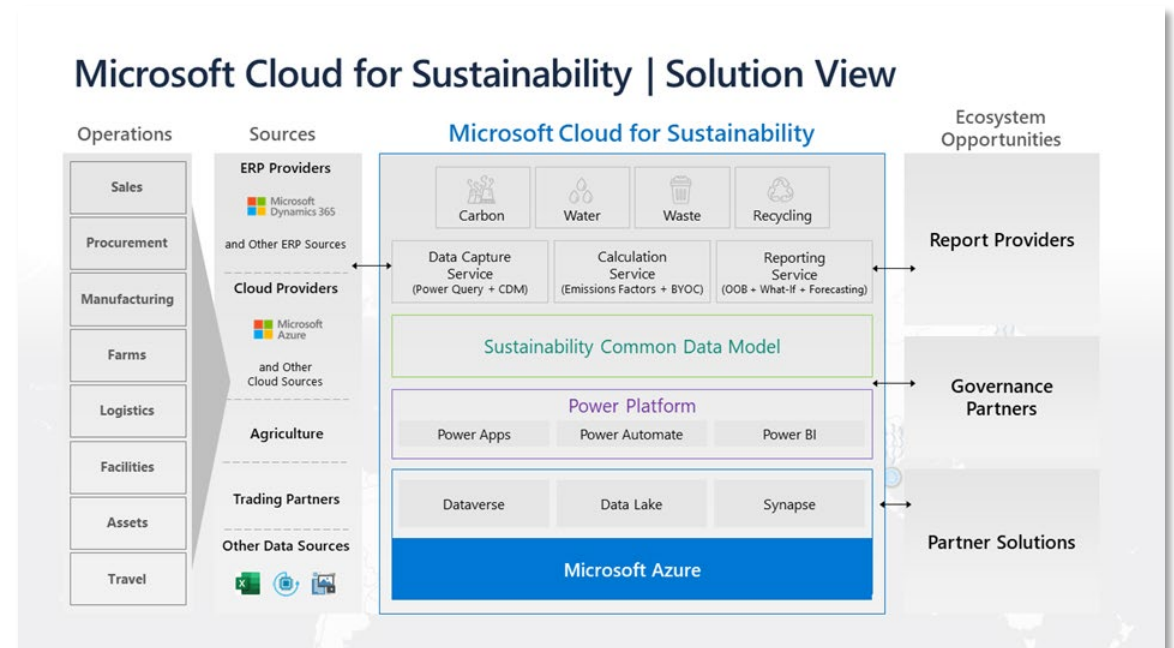 Microsoft Cloud for Sustainability | Solution View
Operations
Sales
Procurement
Manufacturing
Farms
Logistics
Facilities
Assets
Travel
Sources
ERP Providers
Microsoft
Dynamics 365
and Other ERP Sources
Cloud Providers
Microsoft
Azure
and Other
Cloud Sources
Agriculture
Trading Partners
Other Data Sources
Microsoft Cloud for Sustainability
Carbon
Water
Waste
Recycling
Data Capture
Service
(Power Query + CDM)
Calculation
Service
(Emissions Factors + BYOC)
Reporting
Service
(OOB + What-If + Forecasting)
Sustainability Common Data Model
Power Platform
Power Apps
Power Automate
Power BI
Dataverse
Data Lake
Synapse
Microsoft Azure
Ecosystem
Opportunities
Report Providers
Governance
Partners
Partner Solutions